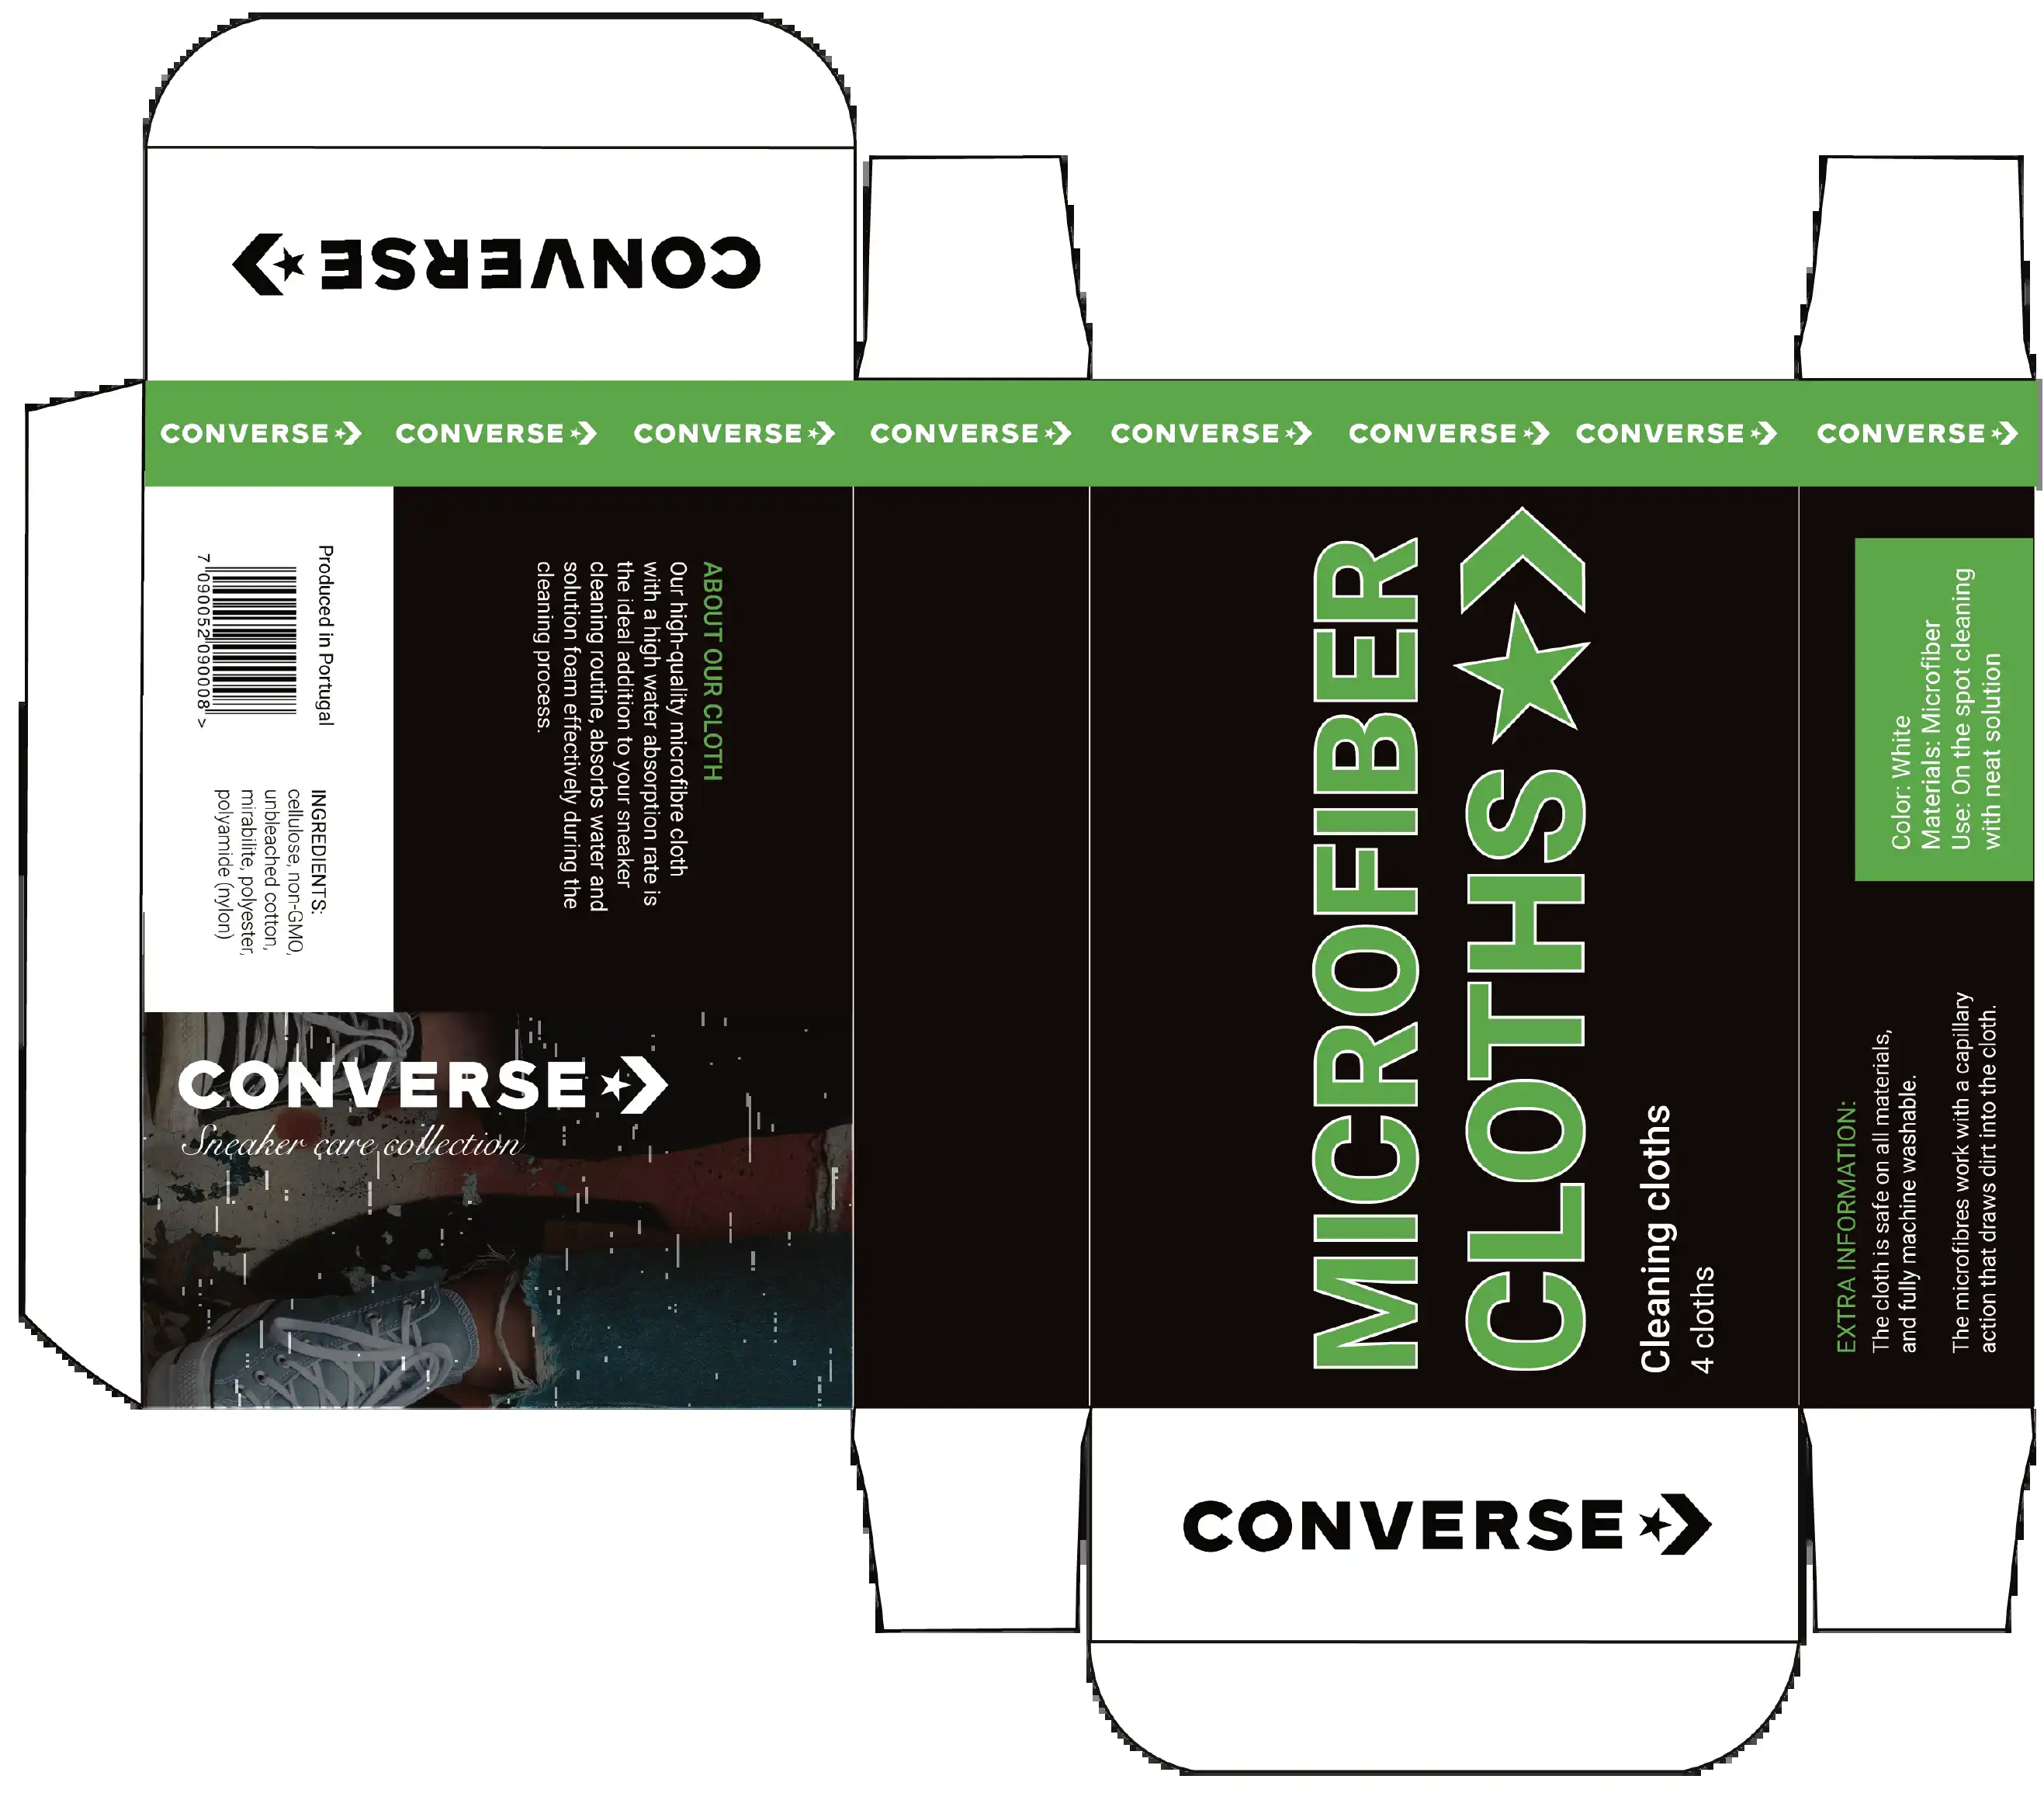 CONVERSE
CONVERSE CONVERSE CONVERSE CONVERSE CONVERSE CONVERSE CONVERSE CONVERSE
Produced in Portugal
7 090052 090008 >
INGREDIENTS:
cellulose, non-GMO,
unbleached cotton,
mirabilite, polyester,
polyamide (nylon)
ABOUT OUR CLOTH
Our high-quality microfibre cloth
with a high water absorption rate is
the ideal addition to your sneaker
cleaning routine, absorbs water and
solution foam effectively during the
cleaning process.
CONVERSE
Sneaker care collection
MICROFIBER
CLOTHS
Cleaning cloths
4 cloths
Color: White
Materials: Microfiber
Use: On the spot cleaning
with neat solution
EXTRA INFORMATION:
The cloth is safe on all materials,
and fully machine washable.
The microfibres work with a capillary
action that draws dirt into the cloth.
CONVERSE